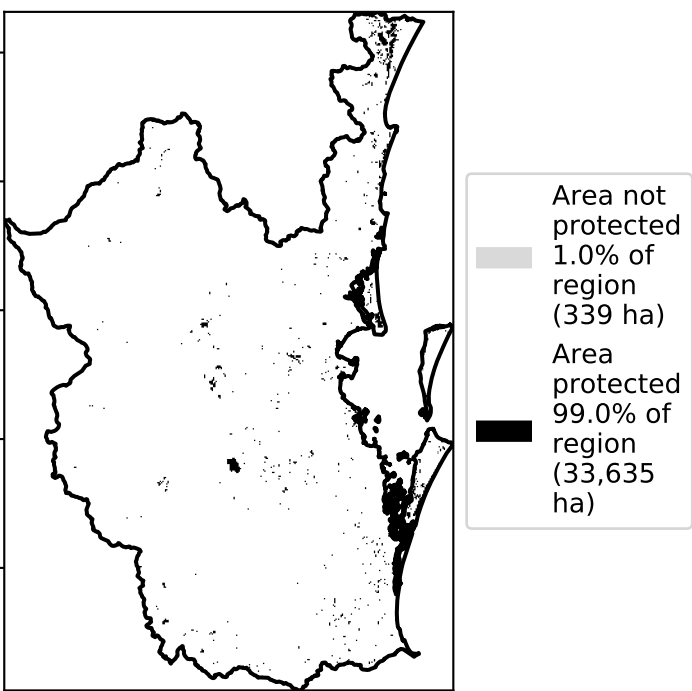 Area not
protected
1.0% of
region
(339 ha)
Area
protected
99.0% of
region
(33,635
ha)